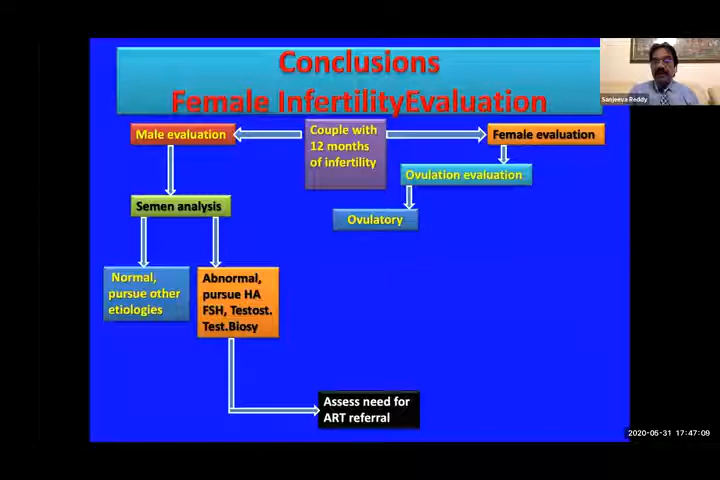 Conclusions
Female InfertilityEvaluation
Sanjeeva Reddy
Male evaluation
Couple with
12 months
of infertility
Female evaluation
Ovulation evaluation
Semen analysis
Ovulatory
Normal,
pursue other
etiologies
Abnormal,
pursue HA
FSH, Testost.
Test.Biosy
Assess need for
ART referral
2020-05-31 17:47:09